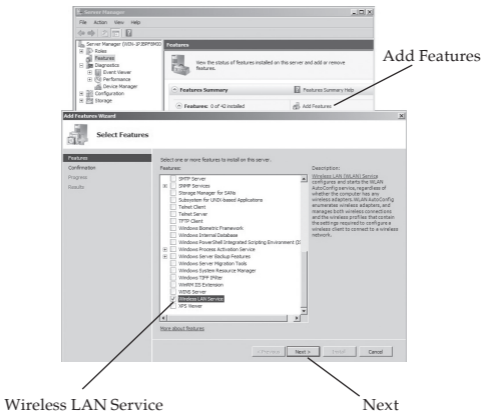 Server Manager
File Action View Help
Server Manager (WIN-JFIBPF5MKO
Roles
Features
Diagnostics
Event Viewer
Performance
Device Manager
Configuration
Storage
Features
View the status of features installed on this server and add or remove features.
Features Summary
Features Summary Help
Features: 0 of 42 installed
Add Features
Add Features
Add Features Wizard
Select Features
Features
Confirmation
Progress
Results
Select one or more features to install on this server.
Features:
SMTP Server
SNMP Services
Storage Manager for SANs
Subsystem for UNIX-based Applications
Telnet Client
Telnet Server
TFTP Client
Windows Biometric Framework
Windows Internal Database
Windows PowerShell Integrated Scripting Environment (I
Windows Process Activation Service
Windows Server Backup Features
Windows Server Migration Tools
Windows System Resource Manager
Windows TIFF IFilter
WinRM IIS Extension
WINS Server
Wireless LAN Service
XPS Viewer
Description:
Wireless LAN (WLAN) Service
configures and starts the WLAN
AutoConfig service, regardless of
whether the computer has any
wireless adapters. WLAN AutoConfig
enumerates wireless adapters, and
manages both wireless connections
and the wireless profiles that contain
the settings required to configure a
wireless client to connect to a wireless
network.
More about features
< Previous
Next >
Install
Cancel
Wireless LAN Service
Next